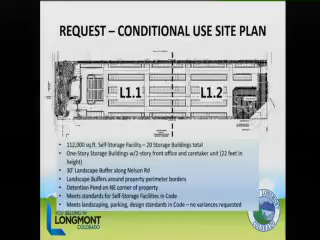 REQUEST – CONDITIONAL USE SITE PLAN
L1.1
L1.2
• 112,000 sq.ft. Self-Storage Facility – 20 Storage Buildings total
• One-Story Storage Buildings w/2-story front office and caretaker unit (22 feet in
height)
• 30' Landscape Buffer along Nelson Rd
• Landscape Buffers around property perimeter borders
• Detention Pond on NE corner of property
• Meets standards for Self-Storage Facilities in Code
• Meets landscaping, parking, design standards in Code – no variances requested
YOU BELONG IN
LONGMONT
COLORADO